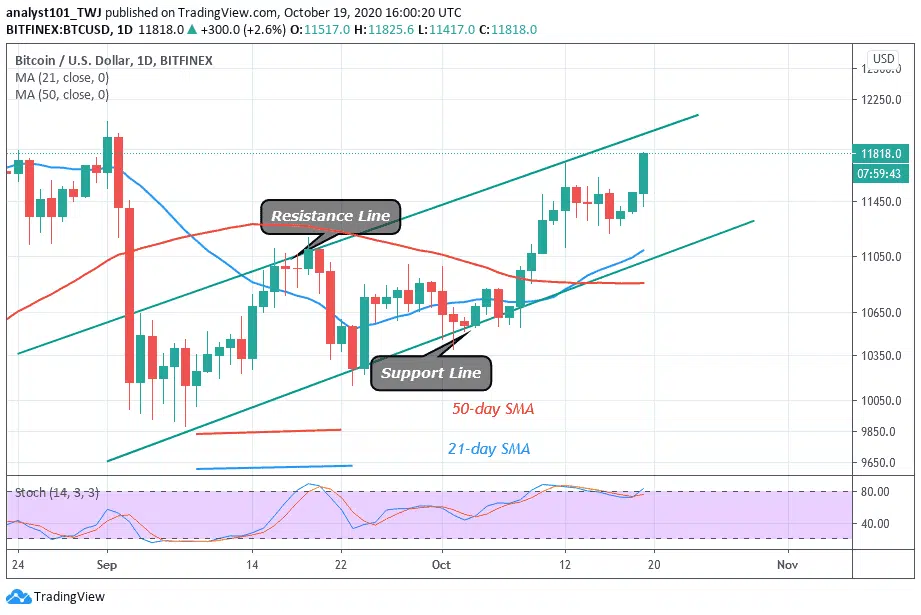 analyst101_TWJ published on TradingView.com, October 19, 2020 16:00:20 UTC
BITFINEX:BTCUSD, 1D 11818.0 ▲ +300.0 (+2.6%) O:11517.0 H:11825.6 L:11417.0 C:11818.0
Bitcoin / U.S. Dollar, 1D, BITFINEX
MA (21, close, 0)
MA (50, close, 0)
USD
12250.0
11818.0
07:59:43
11450.0
Resistance Line
11050.0
10650.0
10350.0
Support Line
10050.0
50-day SMA
9850.0
21-day SMA
9650.0
Stoch (14, 3, 3)
80.00
40.00
24 Sep 14 22 Oct 12 20 Nov
TradingView